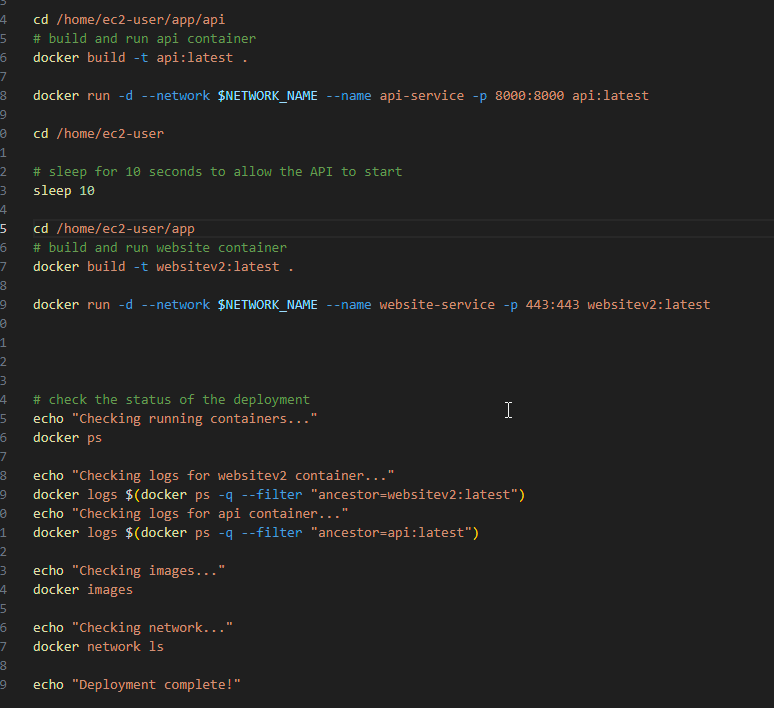 3
4 cd /home/ec2-user/app/api
5 # build and run api container
6 docker build -t api:latest .
7
8 docker run -d --network $NETWORK_NAME --name api-service -p 8000:8000 api:latest
9
0 cd /home/ec2-user
1
2 # sleep for 10 seconds to allow the API to start
3 sleep 10
4
5 cd /home/ec2-user/app
6 # build and run website container
7 docker build -t websitev2:latest .
8
9 docker run -d --network $NETWORK_NAME --name website-service -p 443:443 websitev2:latest
0
1
2
3
4 # check the status of the deployment
5 echo "Checking running containers..."
6 docker ps
7
8 echo "Checking logs for websitev2 container..."
9 docker logs $(docker ps -q --filter "ancestor=websitev2:latest")
0 echo "Checking logs for api container..."
1 docker logs $(docker ps -q --filter "ancestor=api:latest")
2
3 echo "Checking images..."
4 docker images
5
6 echo "Checking network..."
7 docker network ls
8
9 echo "Deployment complete!"